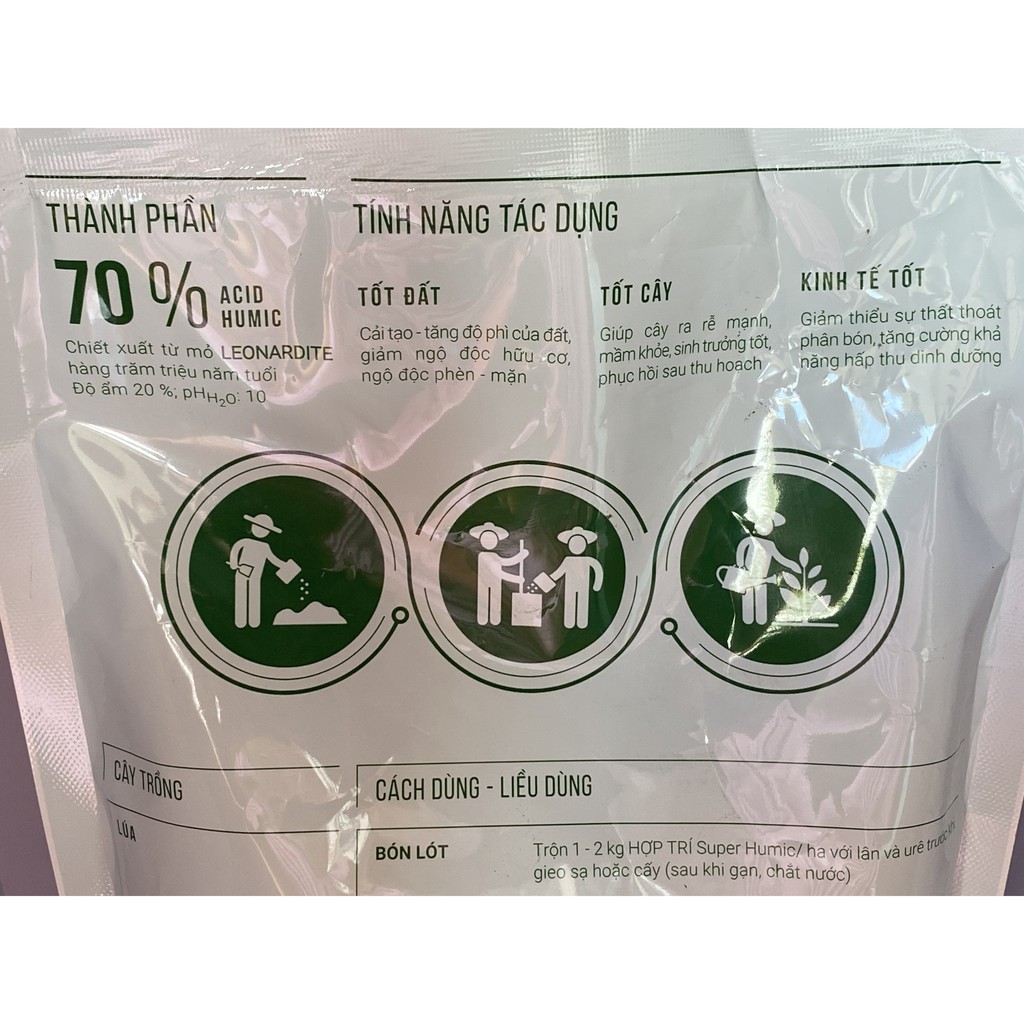 THÀNH PHẦN
70 % ACID
HUMIC
Chiết xuất từ mỏ LEONARDITE
hàng trăm triệu năm tuổi
Độ ẩm 20 %; pHH₂O: 10
TÍNH NĂNG TÁC DỤNG
TỐT ĐẤT
Cải tạo - tăng độ phì của đất,
giảm ngộ độc hữu cơ,
ngộ độc phèn - mặn
TỐT CÂY
Giúp cây ra rễ mạnh,
mầm khỏe, sinh trưởng tốt,
phục hồi sau thu hoạch
KINH TẾ TỐT
Giảm thiểu sự thất thoát
phân bón, tăng cường khả
năng hấp thu dinh dưỡng
CÂY TRỒNG
LÚA
CÁCH DÙNG - LIỀU DÙNG
BÓN LÓT
Trộn 1 - 2 kg HỢP TRÍ Super Humic/ ha với lân và urê trước khi
gieo sạ hoặc cấy (sau khi gạn, chắt nước)